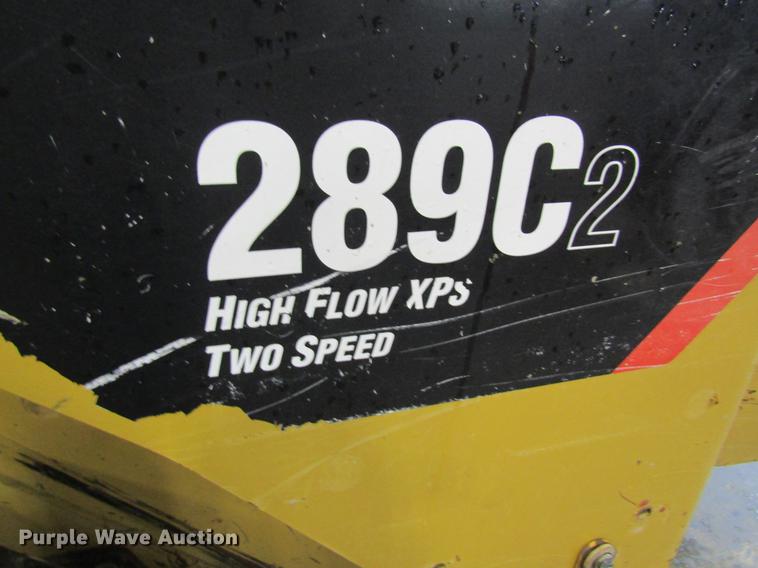 289C2
HIGH FLOW XPS
TWO SPEED
Purple Wave Auction